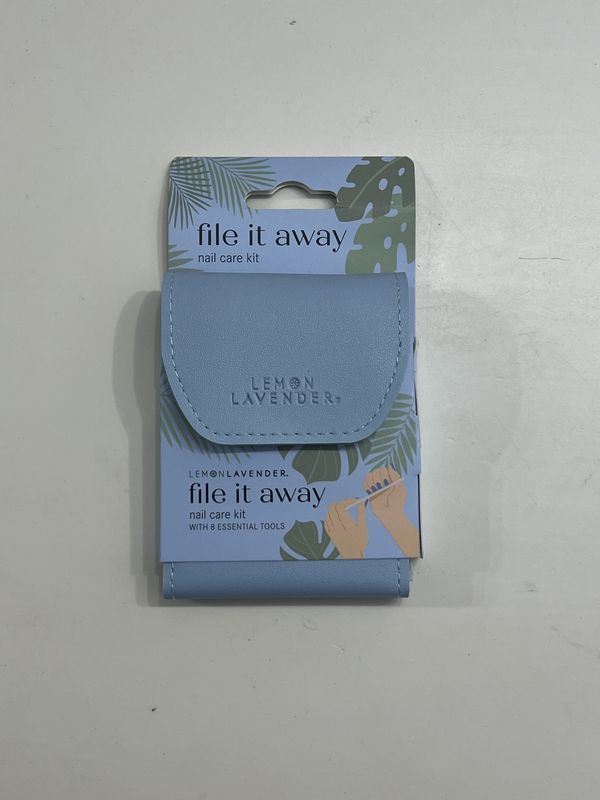 file it away
nail care kit
LEMON
LAVENDER®
LEMONLAVENDER®
file it away
nail care kit
WITH 8 ESSENTIAL TOOLS